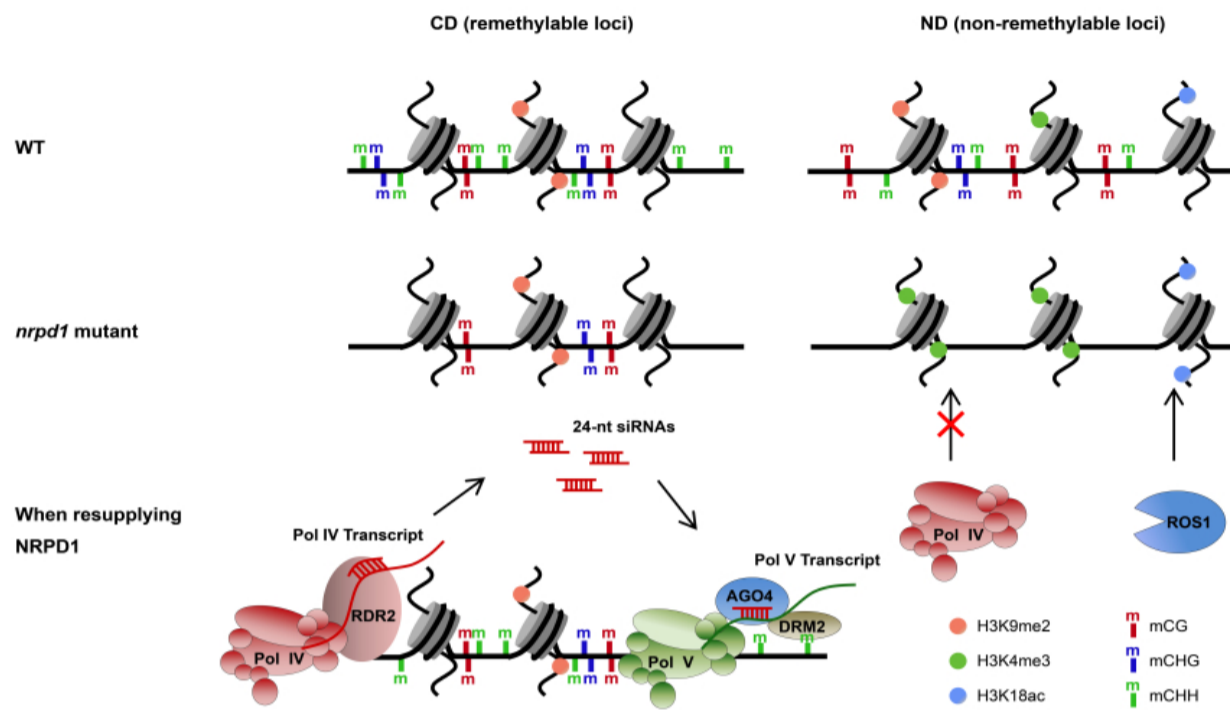 CD (remethylable loci)
ND (non-remethylable loci)
WT
m m m m m m m m m
m m m m m m m
m m m m m m
m m m m m
nrpd1 mutant
m m m
m m m
24-nt siRNAs
When resupplying
NRPD1
Pol IV Transcript
RDR2
Pol IV
Pol V Transcript
AGO4
DRM2
Pol V
m m m m m m m
m m m m m
Pol IV
ROS1
H3K9me2
H3K4me3
H3K18ac
m mCG
m mCHG
m mCHH